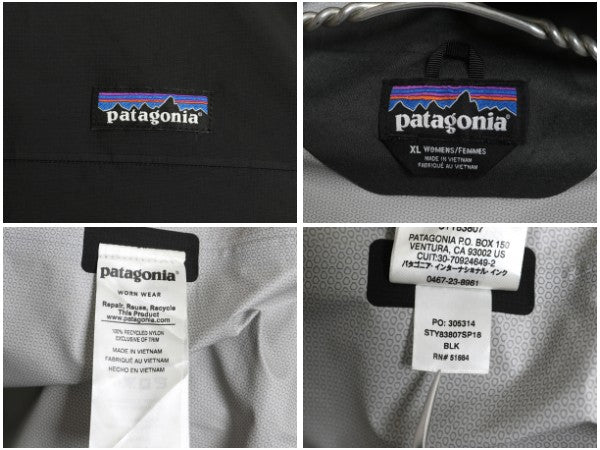 patagonia®
patagonia®
XL WOMENS/FEMMES
MADE IN VIETNAM
FABRIQUÉ AU VIETNAM
patagonia®
WORN WEAR
Repair, Reuse, Recycle
This Product
www.patagonia.com/
100% RECYCLED NYLON
EXCLUSIVE OF TRIM
MADE IN VIETNAM
FABRIQUÉ AU VIETNAM
HECHO EN VIETNAM
STY83807
PATAGONIA P.O. BOX 150
VENTURA, CA 93002 US
CUIT:30-70924649-2
パタゴニア・インターナショナル・インク
0467-23-8961
PO: 305314
STY83807SP18
BLK
RN# 51884